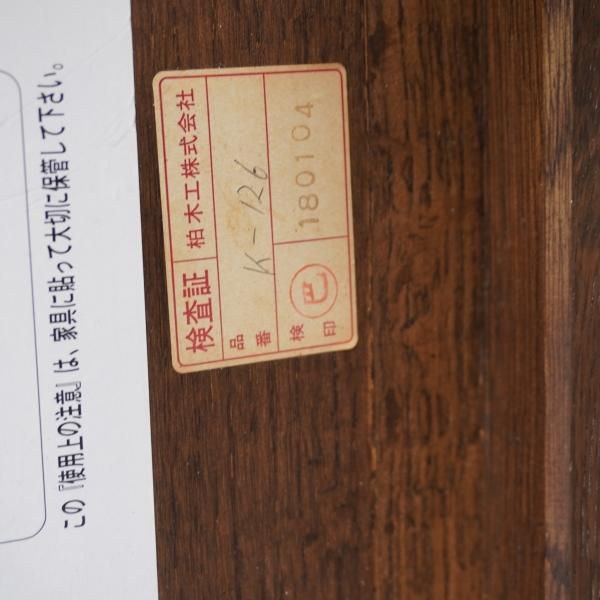 この『使用上の注意』は、家具に貼って大切に保管して下さい。
検査証 柏木工株式会社
品番 K-126
検印 巳 180104